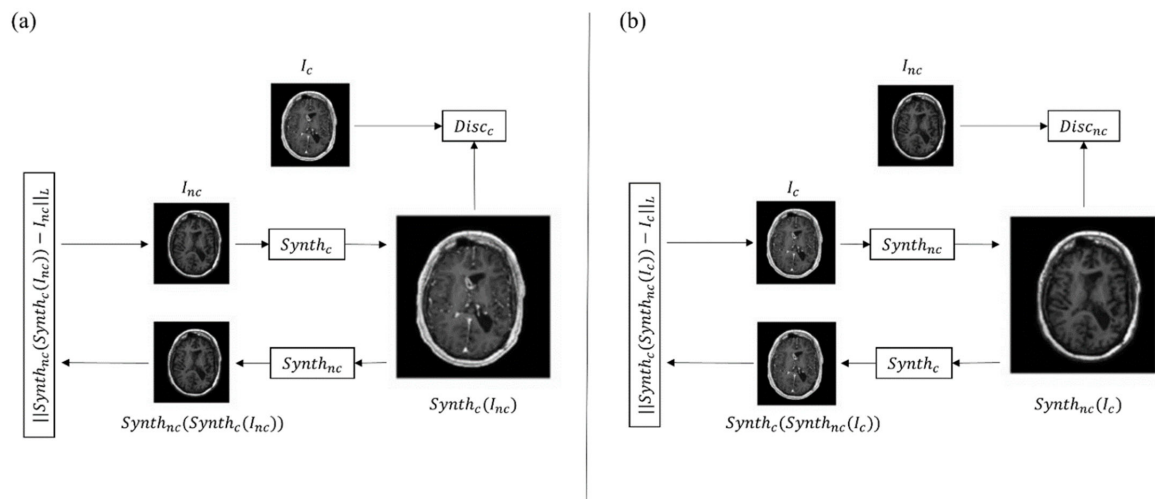 (a)
I_c
Disc_c
I_nc
Synth_c
||Synth_nc(Synth_c(I_nc)) − I_nc||_L
Synth_nc
Synth_c(I_nc)
Synth_nc(Synth_c(I_nc))
(b)
I_nc
Disc_nc
I_c
Synth_nc
||Synth_c(Synth_nc(I_c)) − I_c||_L
Synth_c
Synth_nc(I_c)
Synth_c(Synth_nc(I_c))